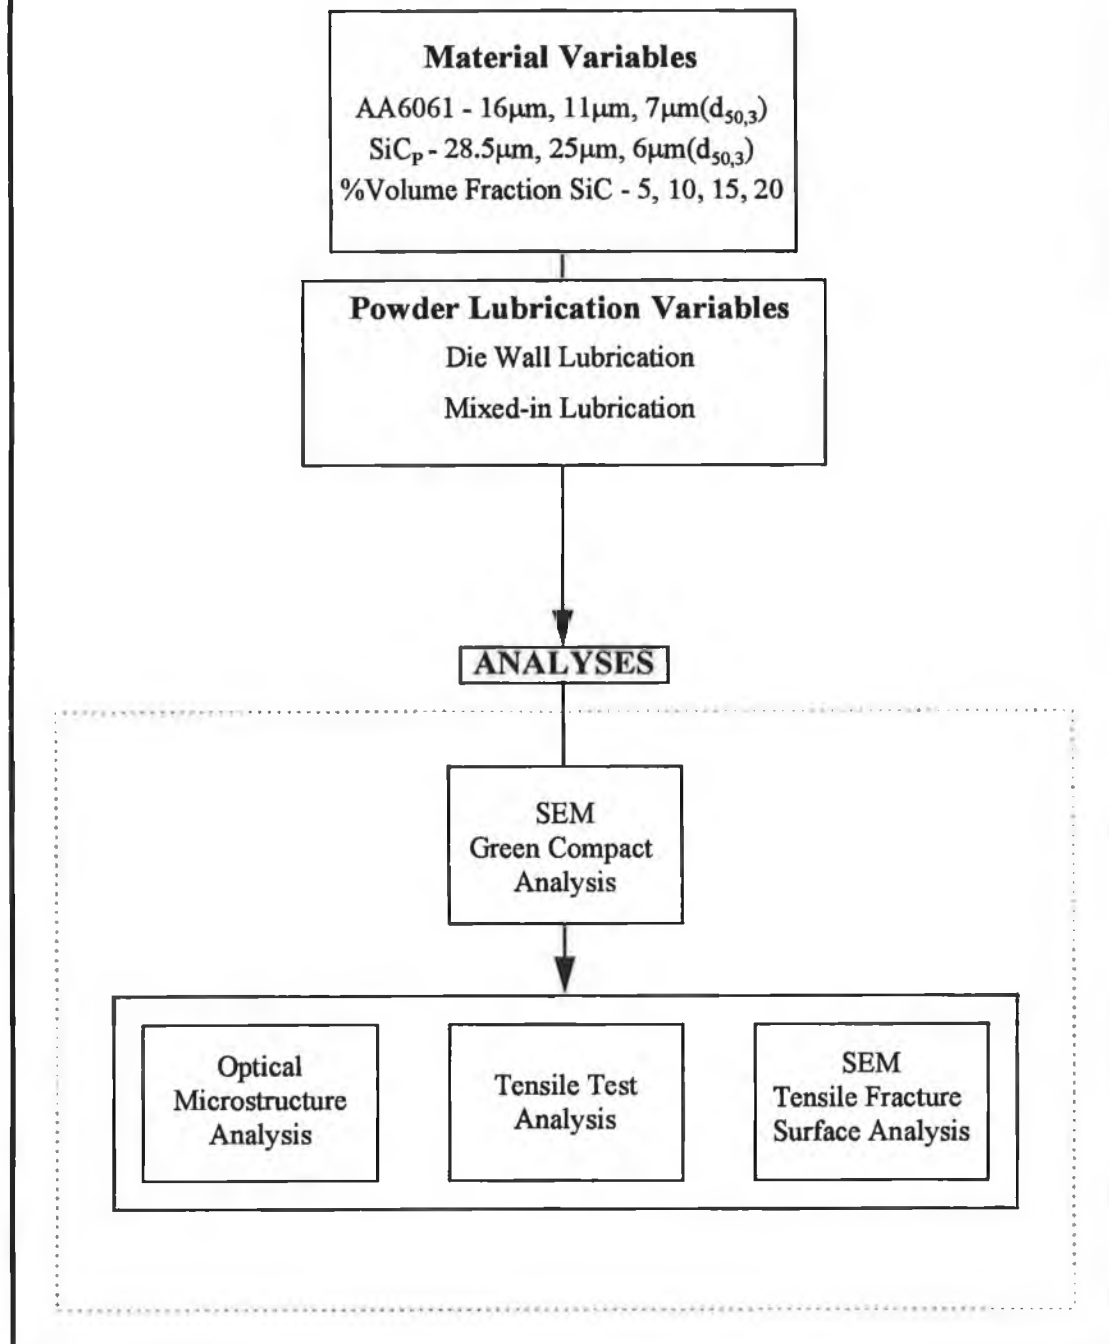 Material Variables
AA6061 - 16μm, 11μm, 7μm(d50,3)
SiCP - 28.5μm, 25μm, 6μm(d50,3)
%Volume Fraction SiC - 5, 10, 15, 20
Powder Lubrication Variables
Die Wall Lubrication
Mixed-in Lubrication
ANALYSES
SEM
Green Compact
Analysis
Optical
Microstructure
Analysis
Tensile Test
Analysis
SEM
Tensile Fracture
Surface Analysis